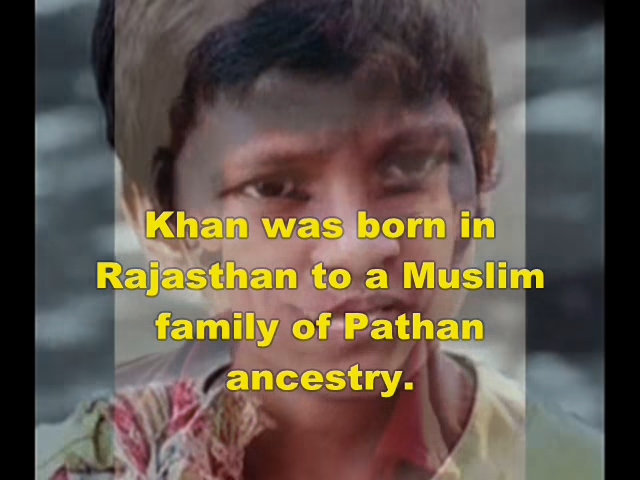 Khan was born in
Rajasthan to a Muslim
family of Pathan
ancestry.